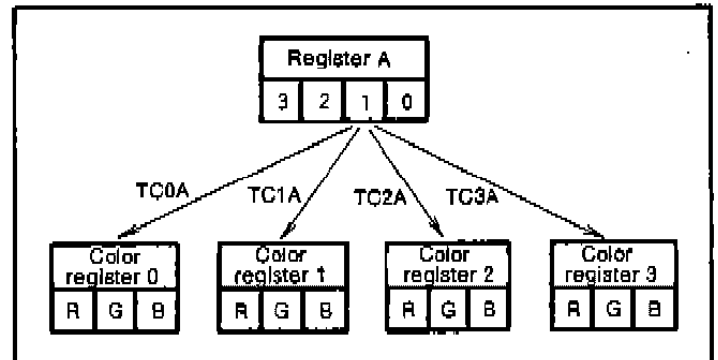 Register A
3 2 1 0
TC0A TC1A TC2A TC3A
Color register 0
R G B
Color register 1
R G B
Color register 2
R G B
Color register 3
R G B